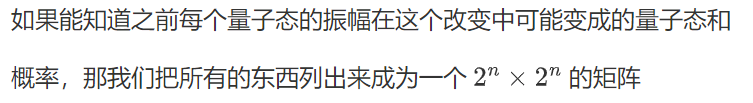 如果能知道之前每个量子态的振幅在这个改变中可能变成的量子态和
概率，那我们把所有的东西列出来成为一个 2ⁿ × 2ⁿ 的矩阵